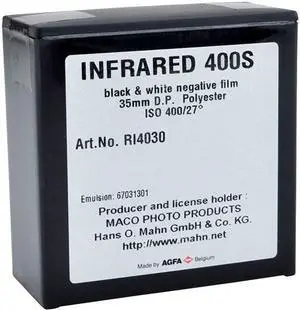 INFRARED 400S
black & white negative film
35mm D.P. Polyester
ISO 400/27°
Art.No. RI4030
Emulsion: 67031301
Producer and license holder :
MACO PHOTO PRODUCTS
Hans O. Mahn GmbH & Co. KG.
http://www.mahn.net
Made by AGFA Belgium